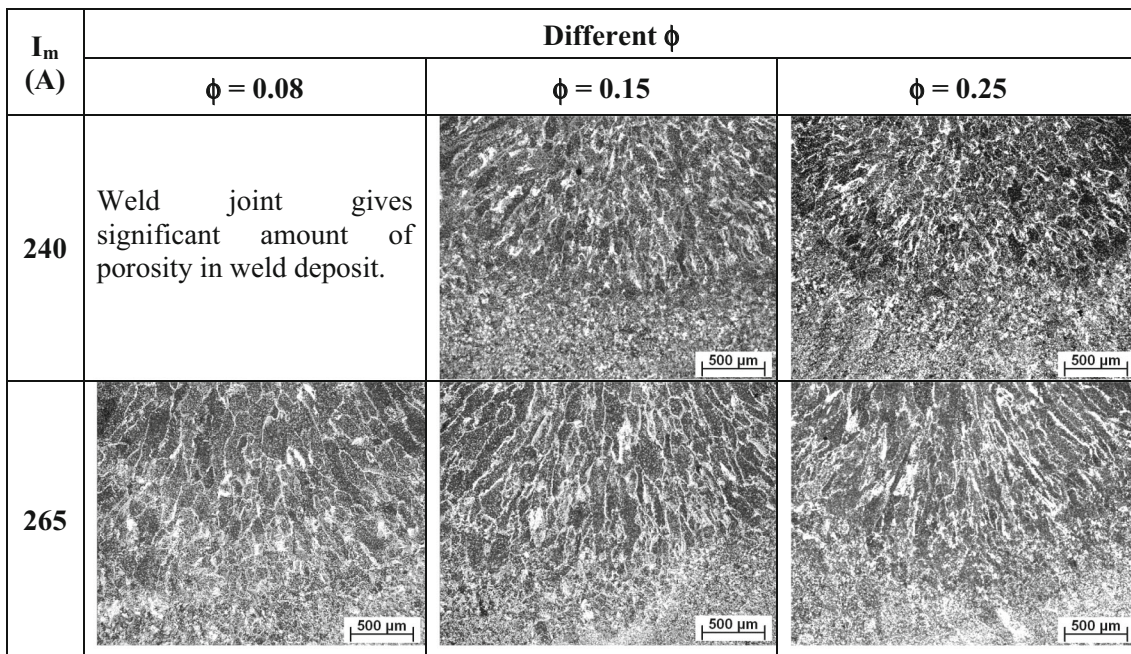 I_m
(A)
Different ϕ
ϕ = 0.08
ϕ = 0.15
ϕ = 0.25
240
Weld joint gives
significant amount of
porosity in weld deposit.
500 µm
500 µm
265
500 µm
500 µm
500 µm